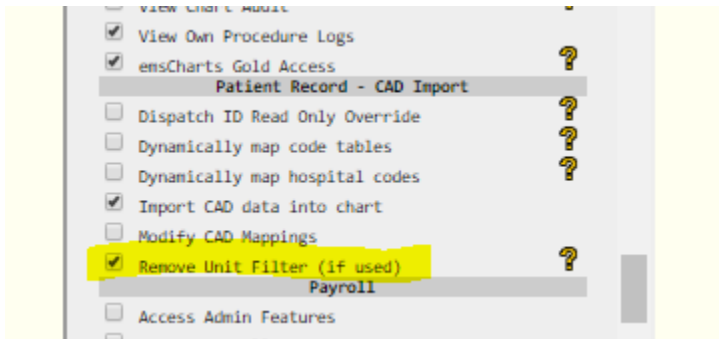 View Chart Audit
View Own Procedure Logs
emsCharts Gold Access
Patient Record - CAD Import
Dispatch ID Read Only Override
Dynamically map code tables
Dynamically map hospital codes
Import CAD data into chart
Modify CAD Mappings
Remove Unit Filter (if used)
Payroll
Access Admin Features